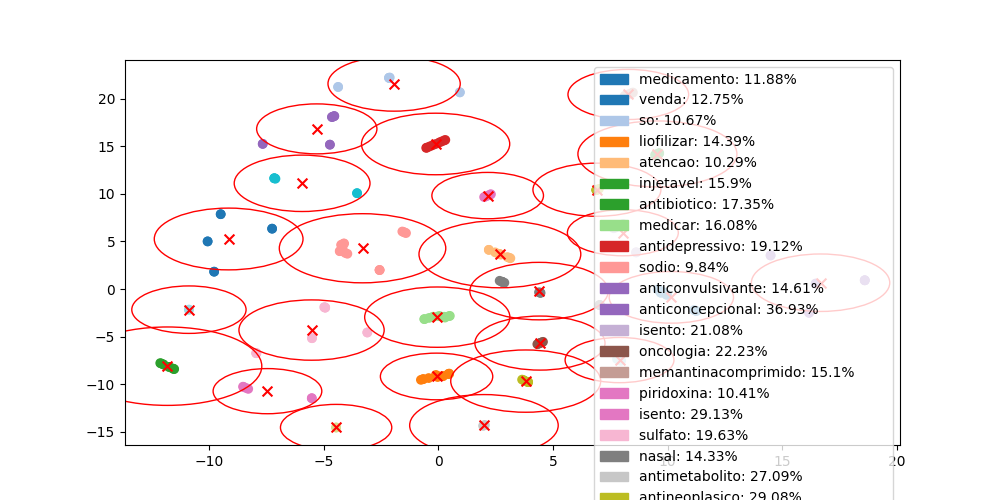 20
15
10
5
0
−5
−10
−15
−10
−5
0
5
10
15
20
medicamento: 11.88%
venda: 12.75%
so: 10.67%
liofilizar: 14.39%
atencao: 10.29%
injetavel: 15.9%
antibiotico: 17.35%
medicar: 16.08%
antidepressivo: 19.12%
sodio: 9.84%
anticonvulsivante: 14.61%
anticoncepcional: 36.93%
isento: 21.08%
oncologia: 22.23%
memantinacomprimido: 15.1%
piridoxina: 10.41%
isento: 29.13%
sulfato: 19.63%
nasal: 14.33%
antimetabolito: 27.09%
antineoplasico: 29.08%